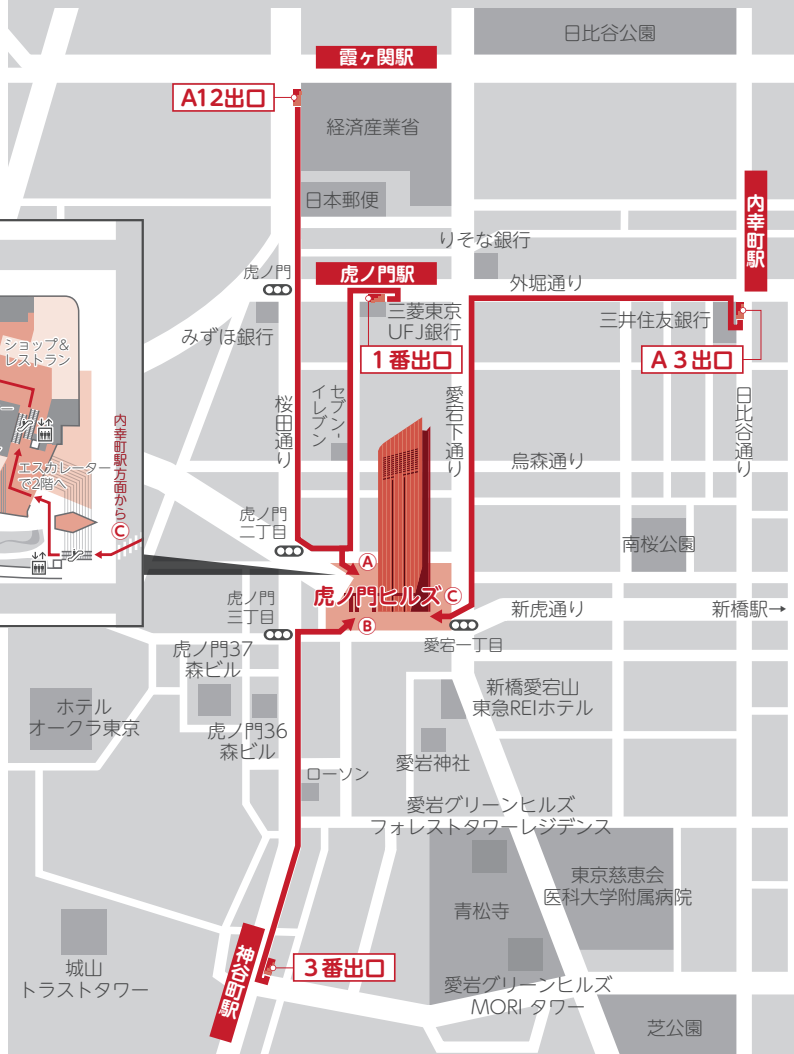 日比谷公園
霞ヶ関駅
A12出口
経済産業省
日本郵便
内幸町駅
りそな銀行
虎ノ門
虎ノ門駅
外堀通り
みずほ銀行
三菱東京
UFJ銀行
三井住友銀行
1番出口
A3出口
ショップ&
レストラン
ー
エスカレーター
で2階へ
内幸町駅方面から
C
桜田通り
セブン-
イレブン
愛宕下通り
日比谷通り
烏森通り
虎ノ門
二丁目
南桜公園
A
虎ノ門ヒルズ
C
B
虎ノ門
三丁目
新虎通り
新橋駅→
愛宕一丁目
虎ノ門37
森ビル
ホテル
オークラ東京
虎ノ門36
森ビル
新橋愛宕山
東急REIホテル
愛岩神社
ローソン
愛岩グリーンヒルズ
フォレストタワーレジデンス
東京慈恵会
医科大学附属病院
青松寺
神谷町駅
3番出口
城山
トラストタワー
愛岩グリーンヒルズ
MORI タワー
芝公園